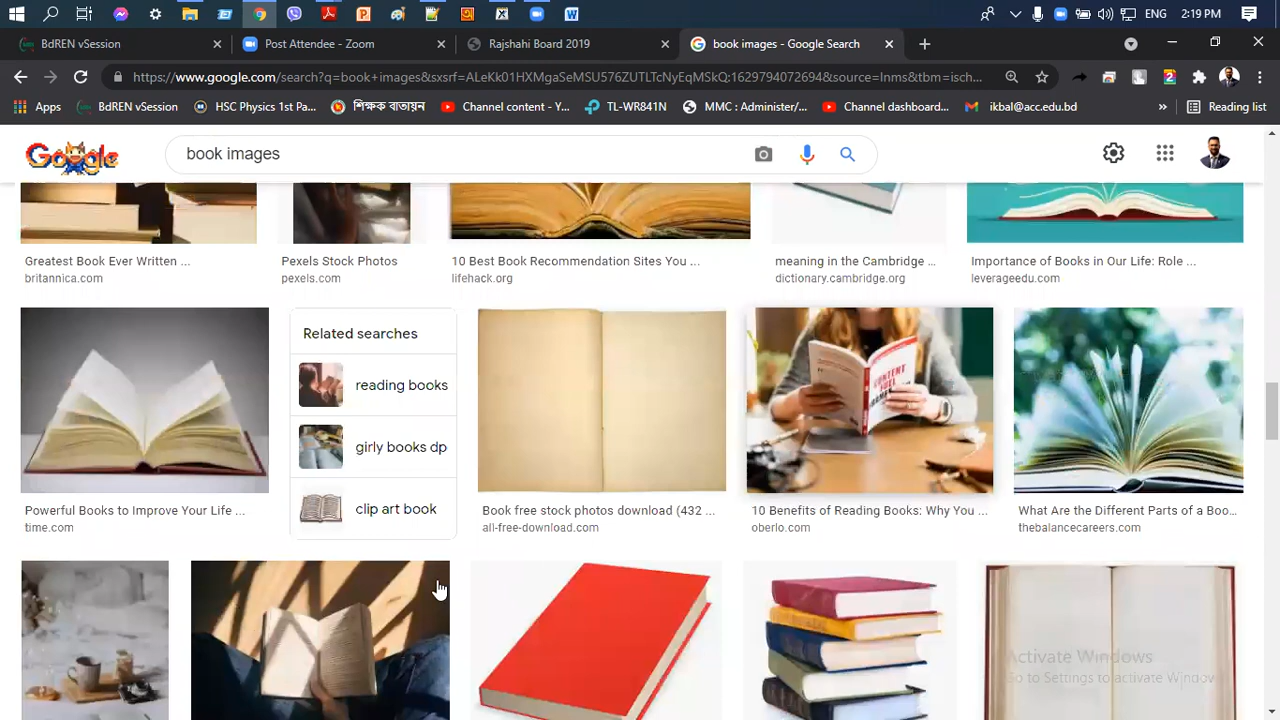 ENG 2:19 PM
BdREN vSession
Post Attendee - Zoom
Rajshahi Board 2019
book images - Google Search
https://www.google.com/search?q=book+images&sxsrf=ALeKk01HXMgaSeMSU576ZUTLTcNyEqMSkQ:1629794072694&source=lnms&tbm=isch...
Apps
BdREN vSession
HSC Physics 1st Pa...
শিক্ষক বাতায়ন
Channel content - Y...
TL-WR841N
MMC : Administer/...
Channel dashboard...
ikbal@acc.edu.bd
»
Reading list
Google
book images
Greatest Book Ever Written ...
britannica.com
Pexels Stock Photos
pexels.com
10 Best Book Recommendation Sites You ...
lifehack.org
meaning in the Cambridge ...
dictionary.cambridge.org
Importance of Books in Our Life: Role ...
leverageedu.com
Related searches
reading books
girly books dp
clip art book
CONTENT
FUEL
Powerful Books to Improve Your Life ...
time.com
Book free stock photos download (432 ...
all-free-download.com
10 Benefits of Reading Books: Why You ...
oberlo.com
What Are the Different Parts of a Boo...
thebalancecareers.com
Activate Windows
Go to Settings to activate Window